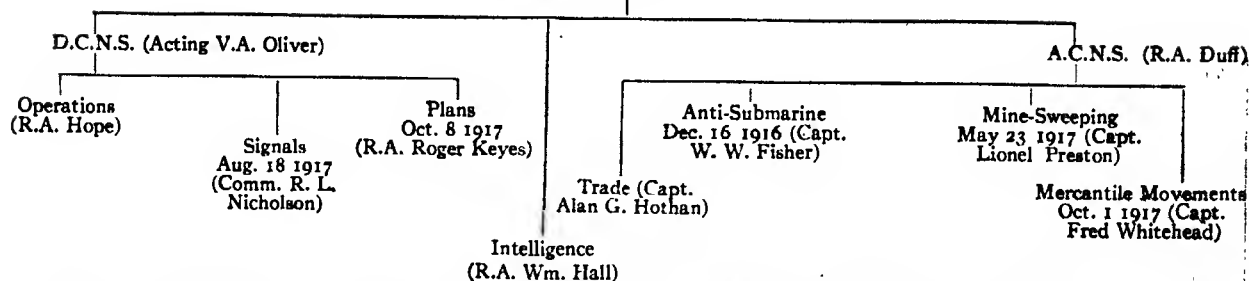 D.C.N.S. (Acting V.A. Oliver)
A.C.N.S. (R.A. Duff)
Operations
(R.A. Hope)
Signals
Aug. 18 1917
(Comm. R. L.
Nicholson)
Plans
Oct. 8 1917
(R.A. Roger Keyes)
Intelligence
(R.A. Wm. Hall)
Trade (Capt.
Alan G. Hothan)
Anti-Submarine
Dec. 16 1916 (Capt.
W. W. Fisher)
Mine-Sweeping
May 23 1917 (Capt.
Lionel Preston)
Mercantile Movements
Oct. 1 1917 (Capt.
Fred Whitehead)